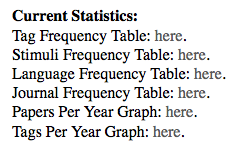 Current Statistics:
Tag Frequency Table: here.
Stimuli Frequency Table: here.
Language Frequency Table: here.
Journal Frequency Table: here.
Papers Per Year Graph: here.
Tags Per Year Graph: here.